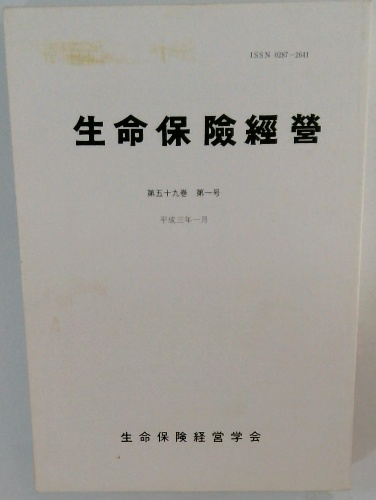 ISSN 0287-2641
生命保險經營
第五十九巻 第一号
平成三年一月
生命保険経営学会